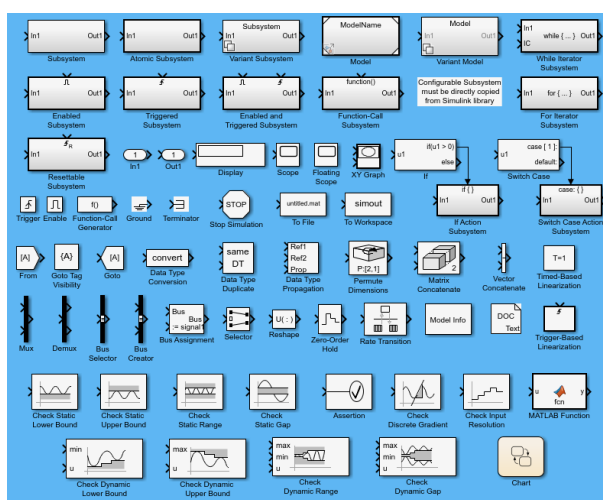 In1 Out1
Subsystem
In1 Out1
Atomic Subsystem
Subsystem
In1 Out1
Variant Subsystem
ModelName
Model
Model
In1 Out1
Variant Model
In1
IC
while { ... } Out1
While Iterator
Subsystem
In1 Out1
Enabled
Subsystem
In1 Out1
Triggered
Subsystem
In1 Out1
Enabled and
Triggered Subsystem
function()
In1 Out1
Function-Call
Subsystem
Configurable Subsystem
must be directly copied
from Simulink library
In1 for { ... } Out1
For Iterator
Subsystem
R
In1 Out1
Resettable
Subsystem
1
In1
1
Out1
Display
Scope
Floating
Scope
XY Graph
u1
if(u1 > 0)
else
If
u1
case [ 1 ]:
default:
Switch Case
Trigger
Enable
f()
Function-Call
Generator
Ground
Terminator
STOP
Stop Simulation
untitled.mat
To File
simout
To Workspace
if { }
In1 Out1
If Action
Subsystem
case: { }
In1 Out1
Switch Case Action
Subsystem
[A]
From
{A}
Goto Tag
Visibility
[A]
Goto
convert
Data Type
Conversion
same
DT
Data Type
Duplicate
Ref1
Ref2
Prop
Data Type
Propagation
P:[2,1]
Permute
Dimensions
2
Matrix
Concatenate
Vector
Concatenate
T=1
Timed-Based
Linearization
Mux
Demux
Bus
Selector
Bus
Creator
Bus
Bus
:= signal1
Bus Assignment
Selector
U( : )
Reshape
Zero-Order
Hold
Rate Transition
Model Info
DOC
Text
Trigger-Based
Linearization
Check Static
Lower Bound
Check Static
Upper Bound
Check
Static Range
Check
Static Gap
Assertion
Check
Discrete Gradient
Check Input
Resolution
u y
fcn
MATLAB Function
min
u
Check Dynamic
Lower Bound
max
u
Check Dynamic
Upper Bound
max
min
u
Check
Dynamic Range
max
min
u
Check
Dynamic Gap
Chart